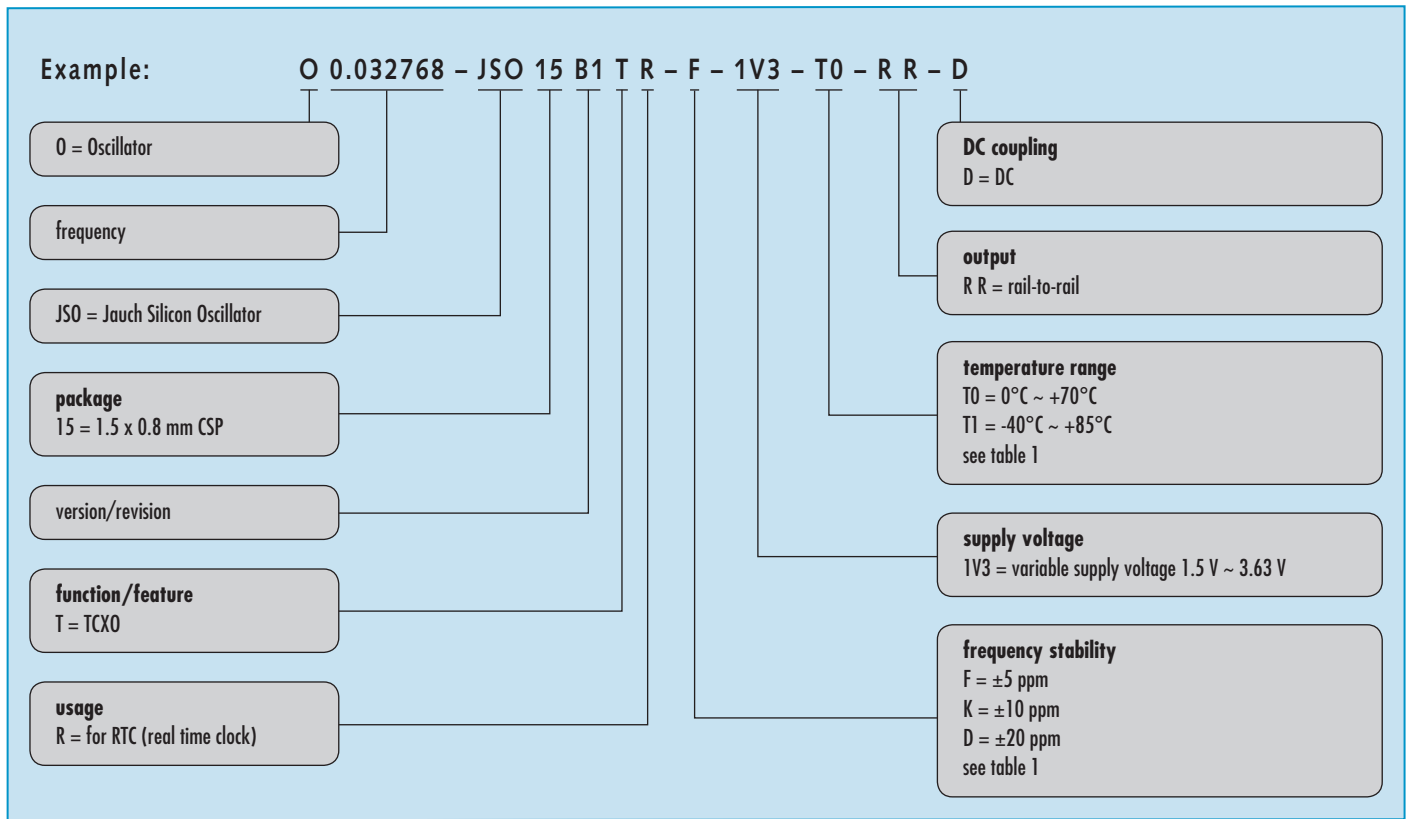 Example: O 0.032768 – JSO 15 B1 T R – F – 1V3 – T0 – R R – D
O = Oscillator
frequency
JSO = Jauch Silicon Oscillator
package
15 = 1.5 x 0.8 mm CSP
version/revision
function/feature
T = TCXO
usage
R = for RTC (real time clock)
DC coupling
D = DC
output
R R = rail-to-rail
temperature range
T0 = 0°C ~ +70°C
T1 = -40°C ~ +85°C
see table 1
supply voltage
1V3 = variable supply voltage 1.5 V ~ 3.63 V
frequency stability
F = ±5 ppm
K = ±10 ppm
D = ±20 ppm
see table 1